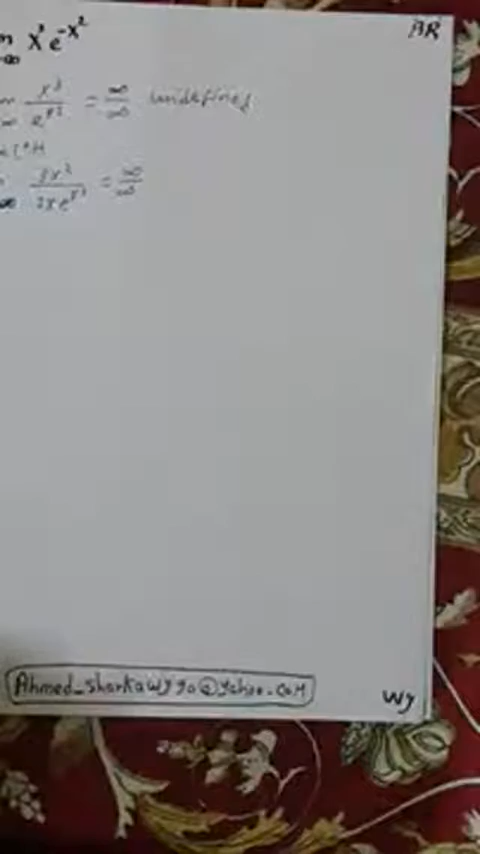 BR
m x³e^-x²
∞
m x³/e^x² = ∞/∞ undefined
∞
L'H
3x²/2xe^x² = ∞/∞
∞
Ahmed_sharkawy90@yahoo.com
wy